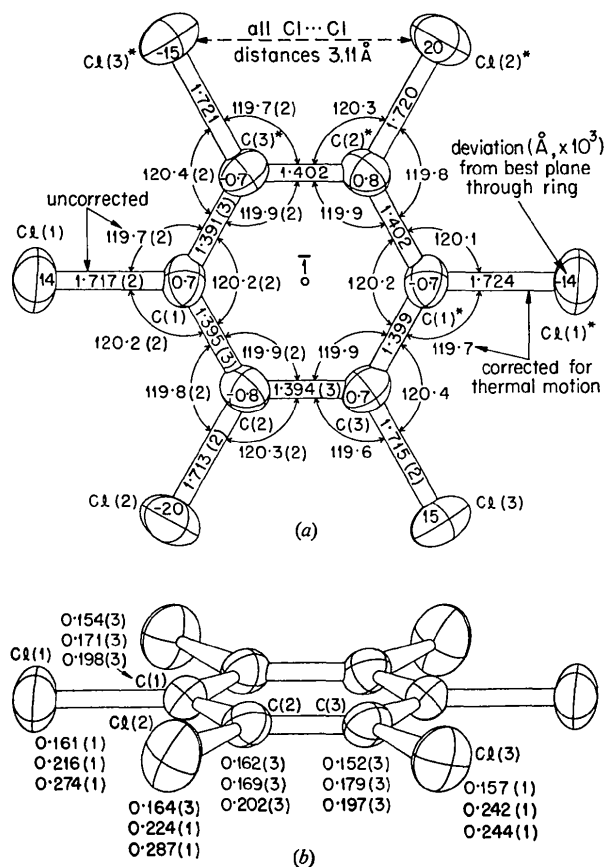 -15
all Cl···Cl
20
Cl(3)*
distances 3.11 Å
Cl(2)*
1·721
119·7(2)
120·3
1·720
C(3)*
C(2)*
deviation(Å,×10³)
from best plane
through ring
120·4(2)
-0·7
1·402
0·8
119·8
uncorrected
119·9(2)
119·9
119·7(2)
1·391(3)
1·402
120·1
Cl(1)
1̄
14
1·717(2)
0·7
120·2(2)
120·2
-0·7
1·724
-14
C(1)
C(1)*
Cl(1)*
120·2(2)
1·395(3)
119·9(2)
119·9
1·399
119·7
corrected for
thermal motion
119·8(2)
-0·8
1·394(3)
0·7
120·4
C(2)
C(3)
1·713(2)
120·3(2)
119·6
1·715(2)
Cl(2)
-20
15
Cl(3)
(a)
0·154(3)
0·171(3)
0·198(3)
Cl(1)
C(1)
C(2)
C(3)
Cl(2)
Cl(3)
0·161(1)
0·216(1)
0·274(1)
0·162(3)
0·169(3)
0·202(3)
0·152(3)
0·179(3)
0·197(3)
0·157(1)
0·242(1)
0·244(1)
0·164(3)
0·224(1)
0·287(1)
(b)